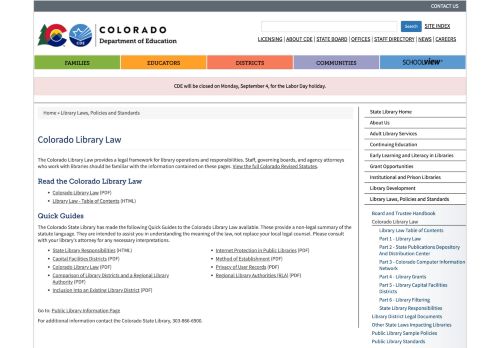 CONTACT US
COLORADO
Department of Education
CDE
Search
SITE INDEX
LICENSING | ABOUT CDE | STATE BOARD | OFFICES | STAFF DIRECTORY | NEWS | CAREERS
FAMILIES
EDUCATORS
DISTRICTS
COMMUNITIES
SCHOOLVIEW
CDE will be closed on Monday, September 4, for the Labor Day holiday.
Home » Library Laws, Policies and Standards
Colorado Library Law
The Colorado Library Law provides a legal framework for library operations and responsibilities. Staff, governing boards, and agency attorneys
who work with libraries should be familiar with the information contained on these pages. View the full Colorado Revised Statutes.
Read the Colorado Library Law
• Colorado Library Law (PDF)
• Library Law - Table of Contents (HTML)
Quick Guides
The Colorado State Library has made the following Quick Guides to the Colorado Library Law available. These provide a non-legal summary of the
statute language. They are intended to assist you in understanding the meaning of the law, not replace your local legal counsel. Please consult
with your library's attorney for any necessary interpretations.
• State Library Responsibilities (HTML)
• Capital Facilities Districts (PDF)
• Colorado Library Law (PDF)
• Comparison of Library Districts and a Regional Library
Authority (PDF)
• Inclusion into an Existing Library District (PDF)
• Internet Protection in Public Libraries (PDF)
• Method of Establishment (PDF)
• Privacy of User Records (PDF)
• Regional Library Authorities (RLA) (PDF)
Go to: Public Library Information Page
For additional information contact the Colorado State Library, 303-866-6900.
State Library Home
About Us
Adult Library Services
Continuing Education
Early Learning and Literacy in Libraries
Grant Opportunities
Institutional and Prison Libraries
Library Development
Library Laws, Policies and Standards
Board and Trustee Handbook
Colorado Library Law
Library Law Table of Contents
Part 1 - Library Law
Part 2 - State Publications Depository
And Distribution Center
Part 3 - Colorado Computer Information
Network
Part 4 - Library Grants
Part 5 - Library Capital Facilities
Districts
Part 6 - Library Filtering
State Library Responsibilities
Library District Legal Documents
Other State Laws Impacting Libraries
Public Library Sample Policies
Public Library Standards